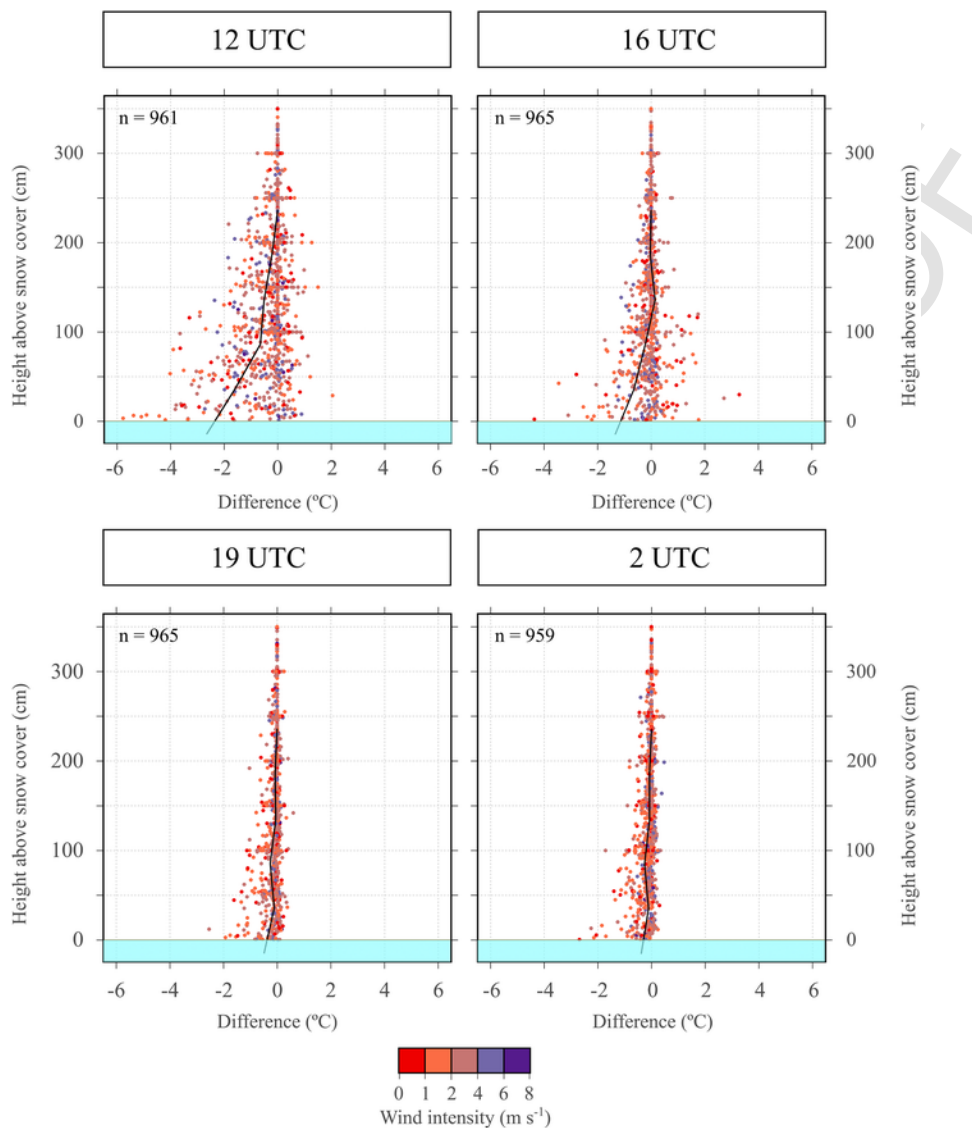 12 UTC
16 UTC
n = 961
n = 965
Height above snow cover (cm)
300
200
100
0
300
200
100
0
Height above snow cover (cm)
-6 -4 -2 0 2 4 6
-6 -4 -2 0 2 4 6
Difference (ºC)
Difference (ºC)
19 UTC
2 UTC
n = 965
n = 959
Height above snow cover (cm)
300
200
100
0
300
200
100
0
Height above snow cover (cm)
-6 -4 -2 0 2 4 6
-6 -4 -2 0 2 4 6
Difference (ºC)
Difference (ºC)
0 1 2 4 6 8
Wind intensity (m s⁻¹)